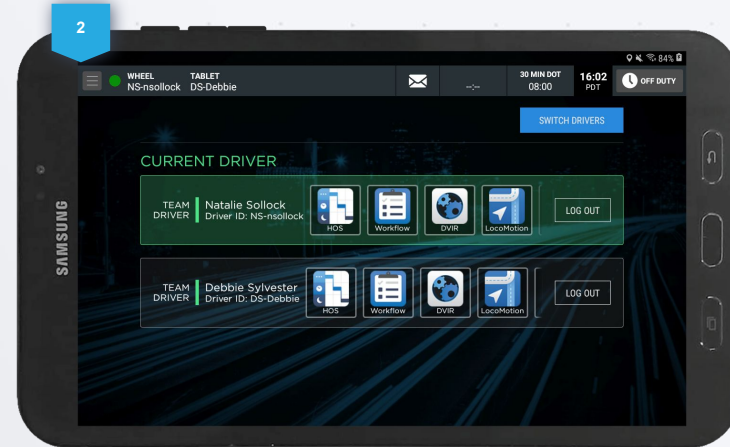 2
84%
WHEEL TABLET
NS-nsollock DS-Debbie
--:--
30 MIN DOT
08:00
16:02
PDT
OFF DUTY
SWITCH DRIVERS
CURRENT DRIVER
TEAM
DRIVER
Natalie Sollock
Driver ID: NS-nsollock
HOS
Workflow
DVIR
LocoMotion
LOG OUT
TEAM
DRIVER
Debbie Sylvester
Driver ID: DS-Debbie
HOS
Workflow
DVIR
LocoMotion
LOG OUT
SAMSUNG